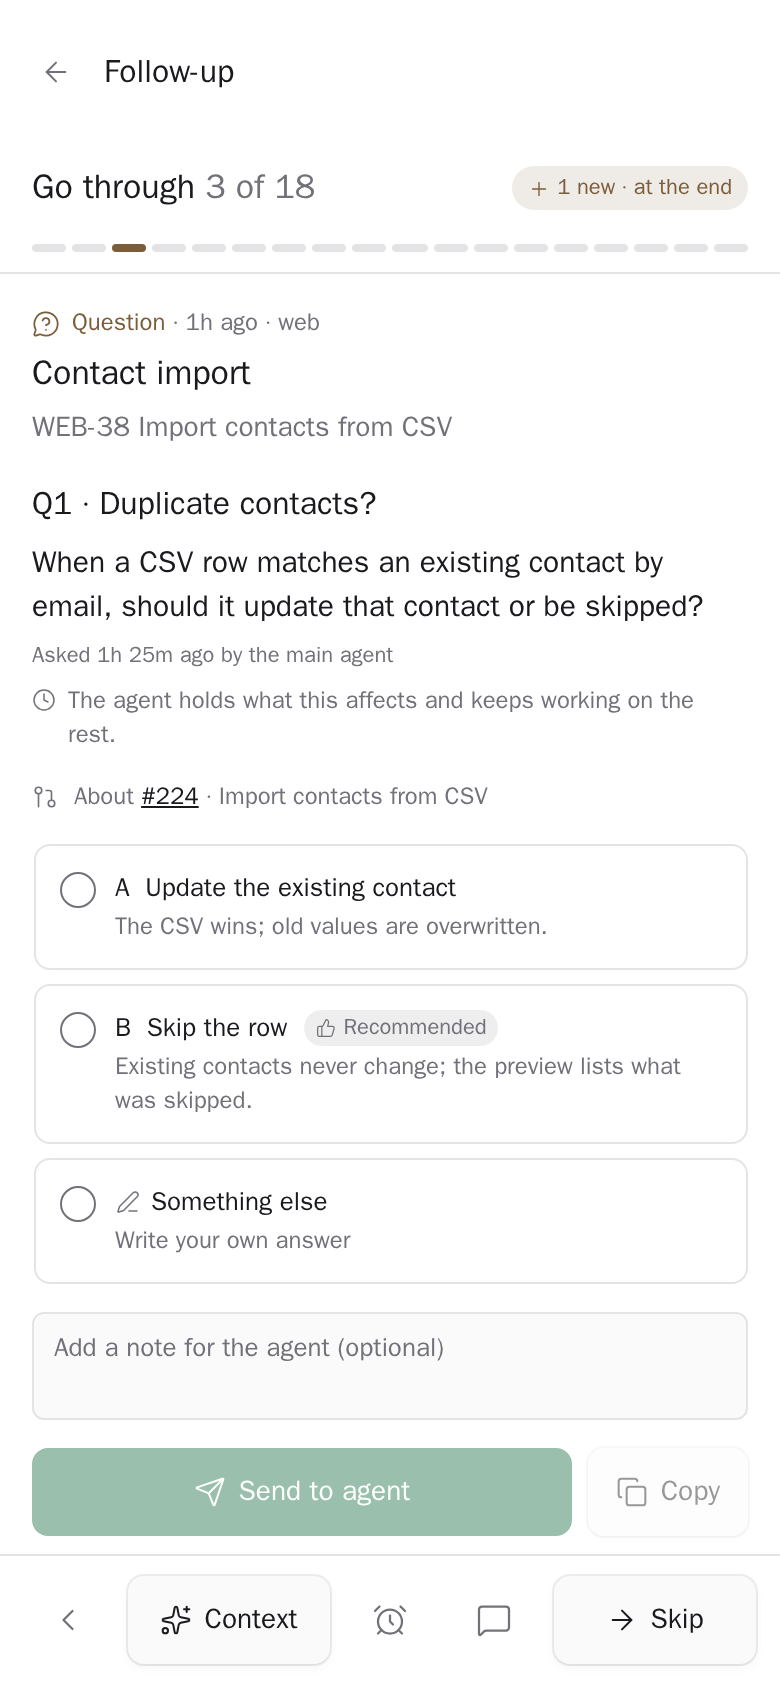 Follow-up
Go through 3 of 18
+ 1 new · at the end
Question · 1h ago · web
Contact import
WEB-38 Import contacts from CSV
Q1 · Duplicate contacts?
When a CSV row matches an existing contact by
email, should it update that contact or be skipped?
Asked 1h 25m ago by the main agent
The agent holds what this affects and keeps working on the
rest.
About #224 · Import contacts from CSV
A Update the existing contact
The CSV wins; old values are overwritten.
B Skip the row Recommended
Existing contacts never change; the preview lists what
was skipped.
Something else
Write your own answer
Add a note for the agent (optional)
Send to agent
Copy
Context
Skip